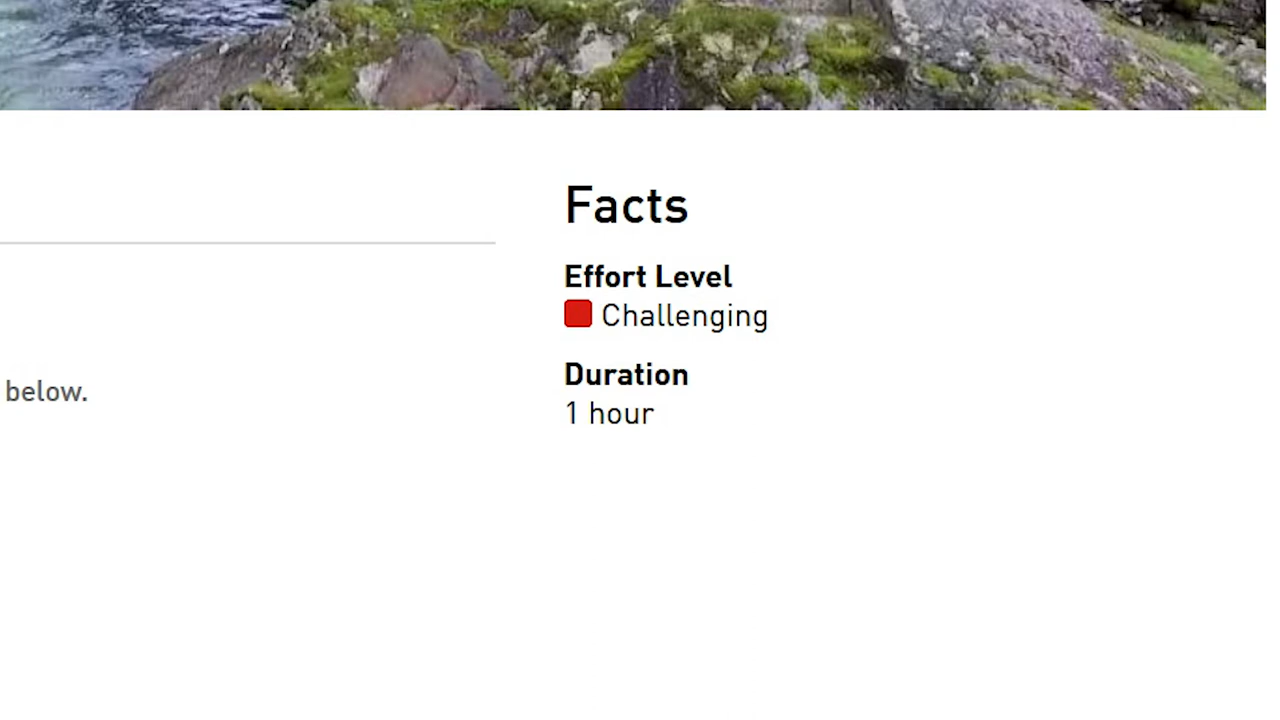 Facts
Effort Level
Challenging
below.
Duration
1 hour